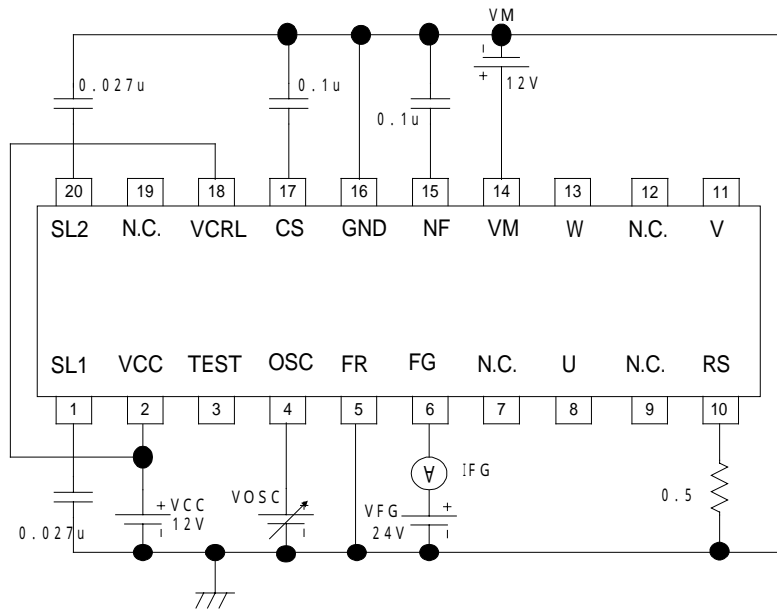 VM
0.027u
0.1u
0.1u
- + 12V
20 19 18 17 16 15 14 13 12 11
SL2 N.C. VCRL CS GND NF VM W N.C. V
SL1 VCC TEST OSC FR FG N.C. U N.C. RS
1 2 3 4 5 6 7 8 9 10
A IFG
0.027u
+ VCC
- 12V
VOSC + -
VFG +
24V -
0.5